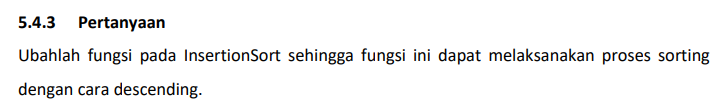 5.4.3 Pertanyaan
Ubahlah fungsi pada InsertionSort sehingga fungsi ini dapat melaksanakan proses sorting
dengan cara descending.